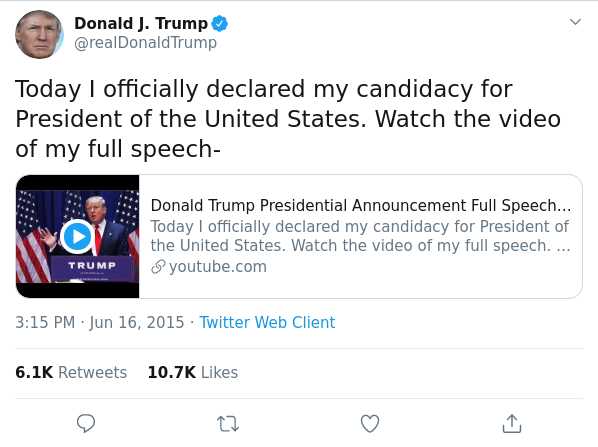 Donald J. Trump
@realDonaldTrump
Today I officially declared my candidacy for
President of the United States. Watch the video
of my full speech-
Donald Trump Presidential Announcement Full Speech...
Today I officially declared my candidacy for President of
the United States. Watch the video of my full speech. ...
youtube.com
TRUMP
3:15 PM · Jun 16, 2015 · Twitter Web Client
6.1K Retweets 10.7K Likes